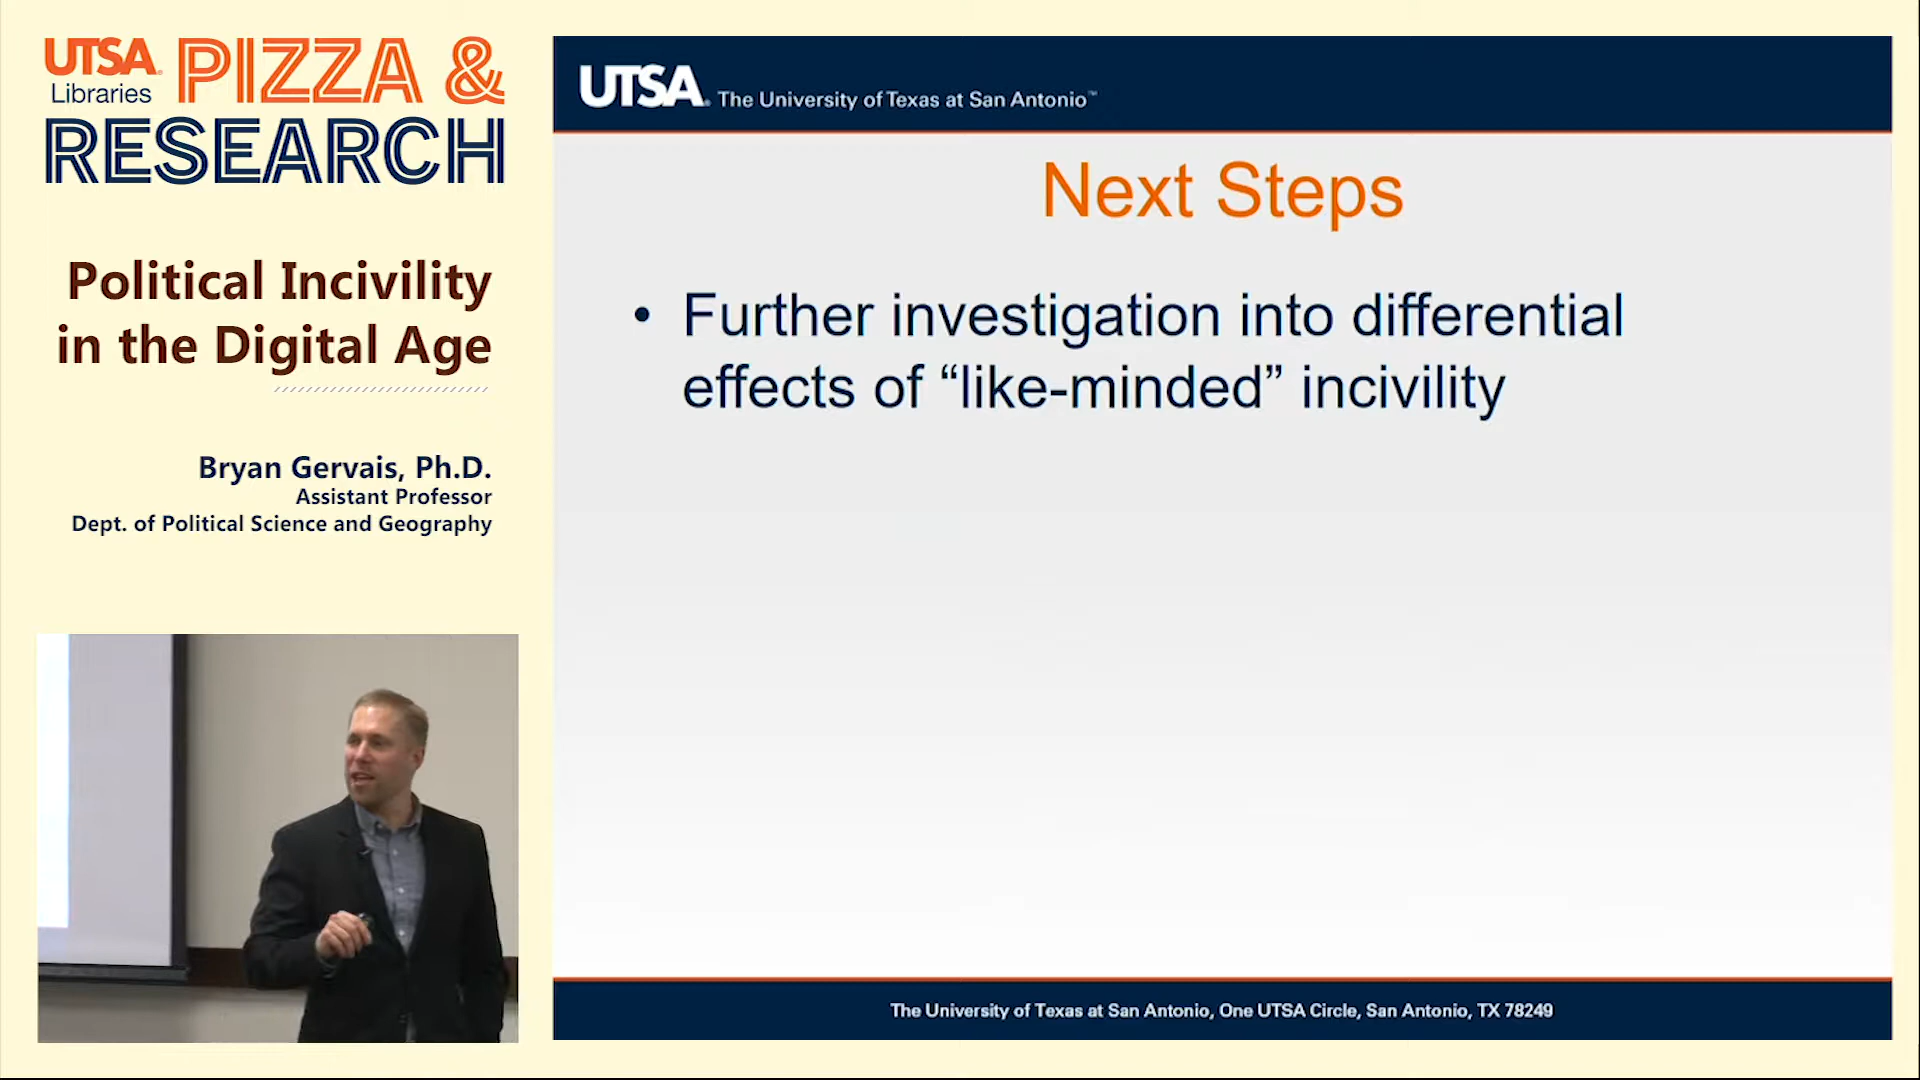 UTSA
Libraries
PIZZA &
RESEARCH
Political Incivility
in the Digital Age
Bryan Gervais, Ph.D.
Assistant Professor
Dept. of Political Science and Geography
UTSA. The University of Texas at San Antonio™
Next Steps
• Further investigation into differential
effects of “like-minded” incivility
The University of Texas at San Antonio, One UTSA Circle, San Antonio, TX 78249